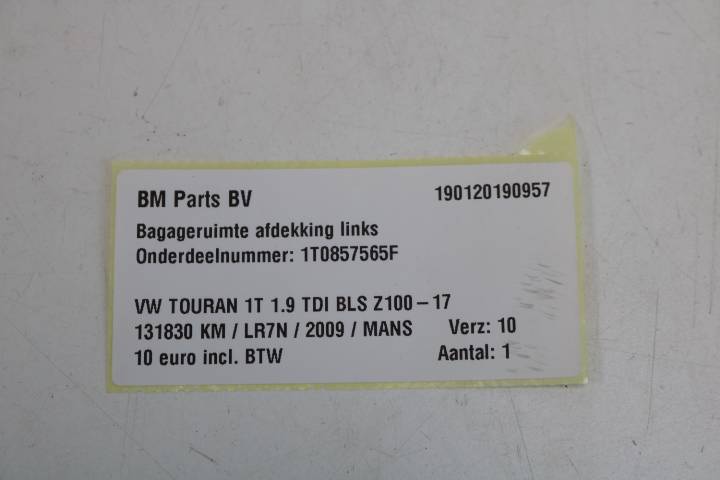 BM Parts BV 190120190957
Bagageruimte afdekking links
Onderdeelnummer: 1T0857565F
VW TOURAN 1T 1.9 TDI BLS Z100-17
131830 KM / LR7N / 2009 / MANS Verz: 10
10 euro incl. BTW Aantal: 1